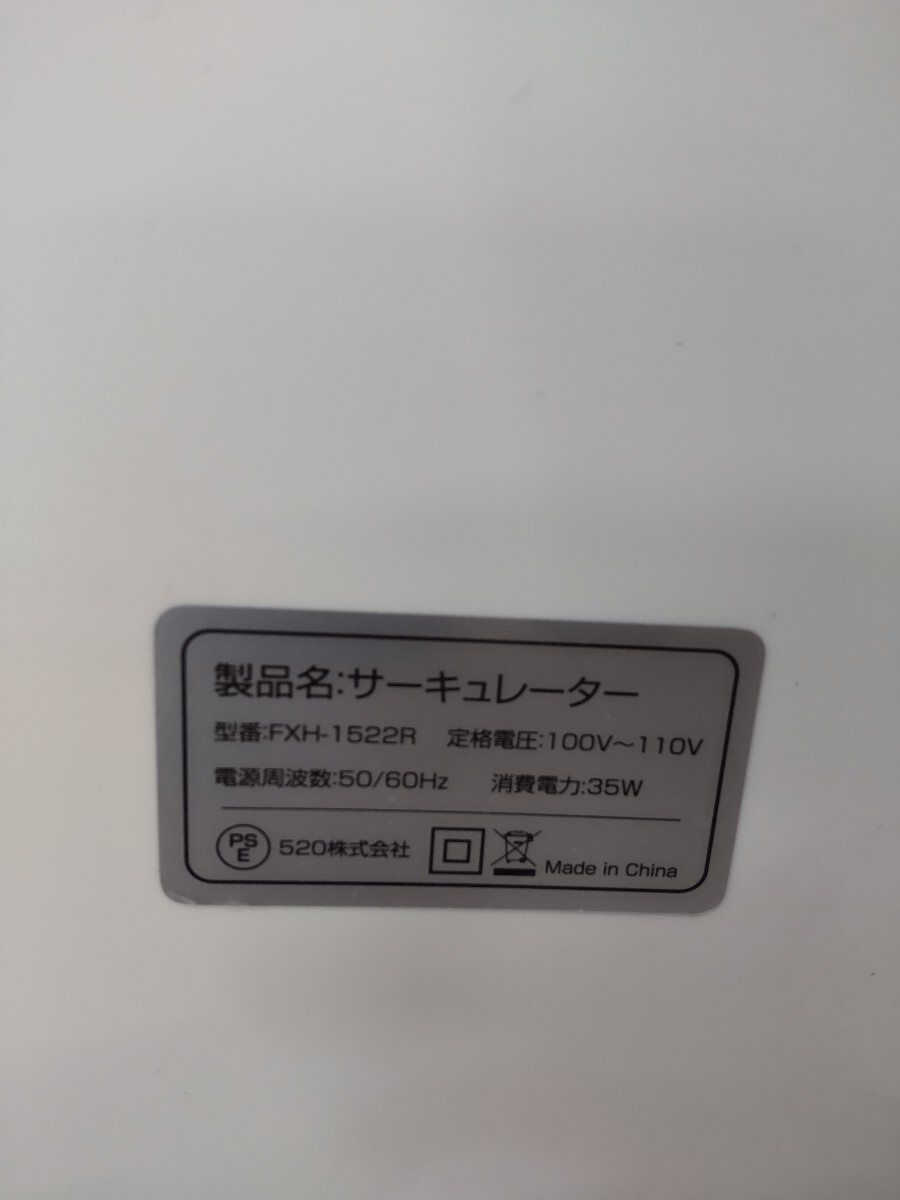 製品名:サーキュレーター
型番:FXH-1522R 定格電圧:100V～110V
電源周波数:50/60Hz 消費電力:35W
PS
E
520株式会社
Made in China